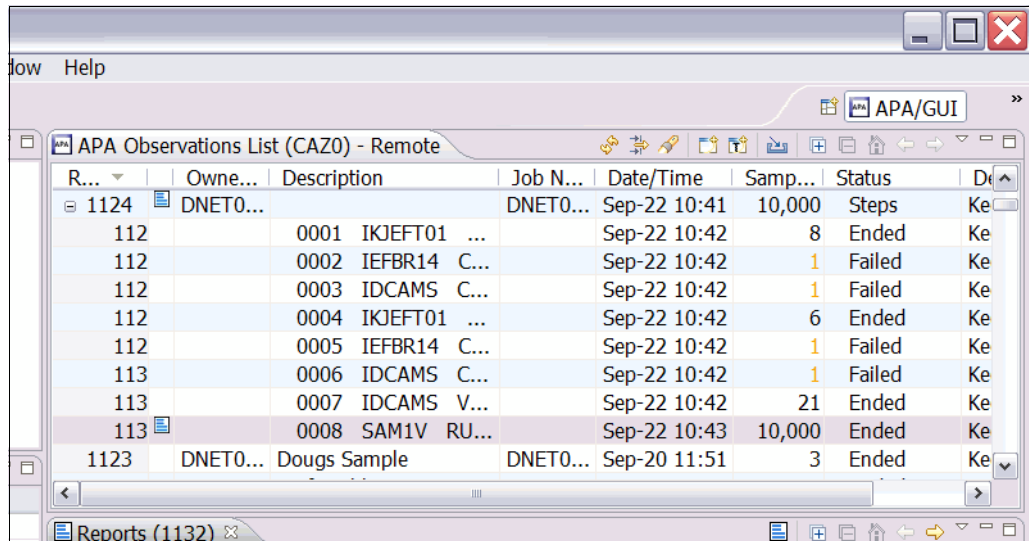 dow Help
APA APA/GUI »
APA APA Observations List (CAZ0) - Remote
R... Owne... Description Job N... Date/Time Samp... Status De
1124 DNET0... DNET0... Sep-22 10:41 10,000 Steps Ke
112 0001 IKJEFT01 ... Sep-22 10:42 8 Ended Ke
112 0002 IEFBR14 C... Sep-22 10:42 1 Failed Ke
112 0003 IDCAMS C... Sep-22 10:42 1 Failed Ke
112 0004 IKJEFT01 ... Sep-22 10:42 6 Ended Ke
112 0005 IEFBR14 C... Sep-22 10:42 1 Failed Ke
113 0006 IDCAMS C... Sep-22 10:42 1 Failed Ke
113 0007 IDCAMS V... Sep-22 10:42 21 Ended Ke
113 0008 SAM1V RU... Sep-22 10:43 10,000 Ended Ke
1123 DNET0... Dougs Sample DNET0... Sep-20 11:51 3 Ended Ke
Reports (1132)